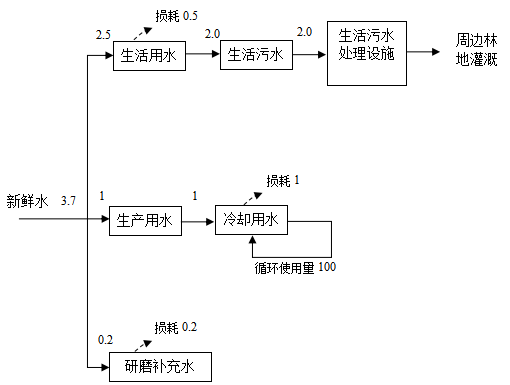 损耗 0.5
2.5
生活用水
2.0
生活污水
2.0
生活污水
处理设施
周边林
地灌溉
新鲜水 3.7
1
生产用水
1
损耗 1
冷却用水
循环使用量 100
0.2
损耗 0.2
研磨补充水